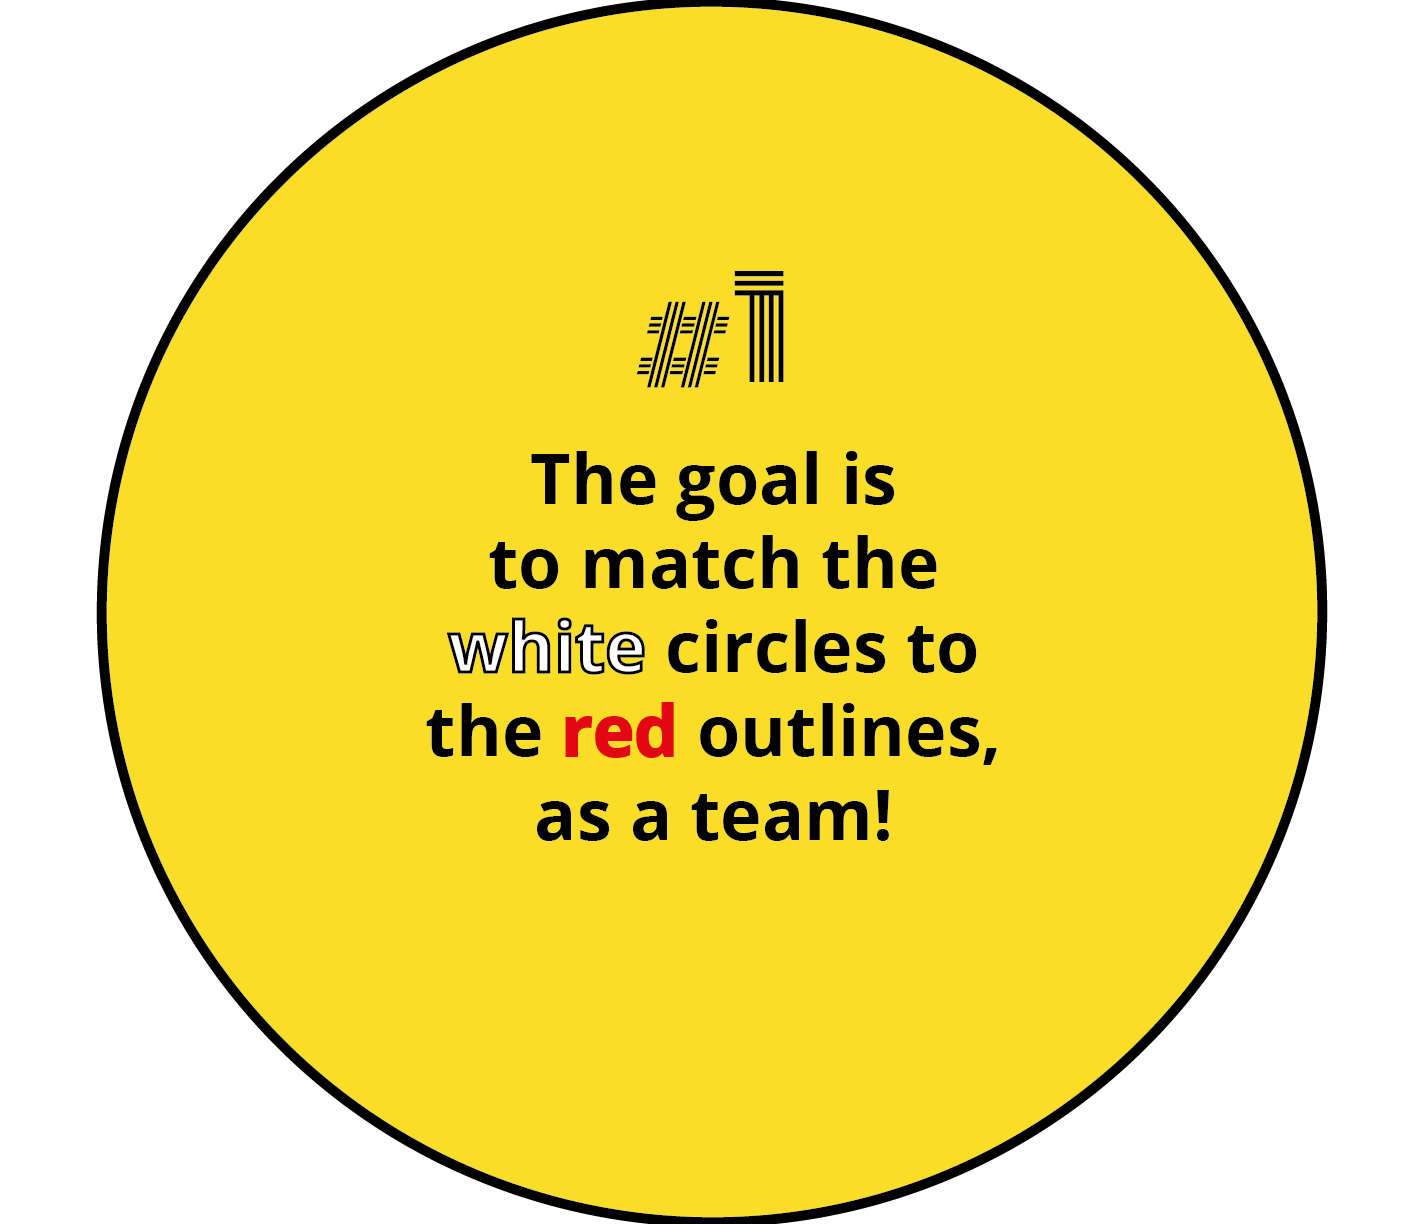 #1
The goal is
to match the
white circles to
the red outlines,
as a team!